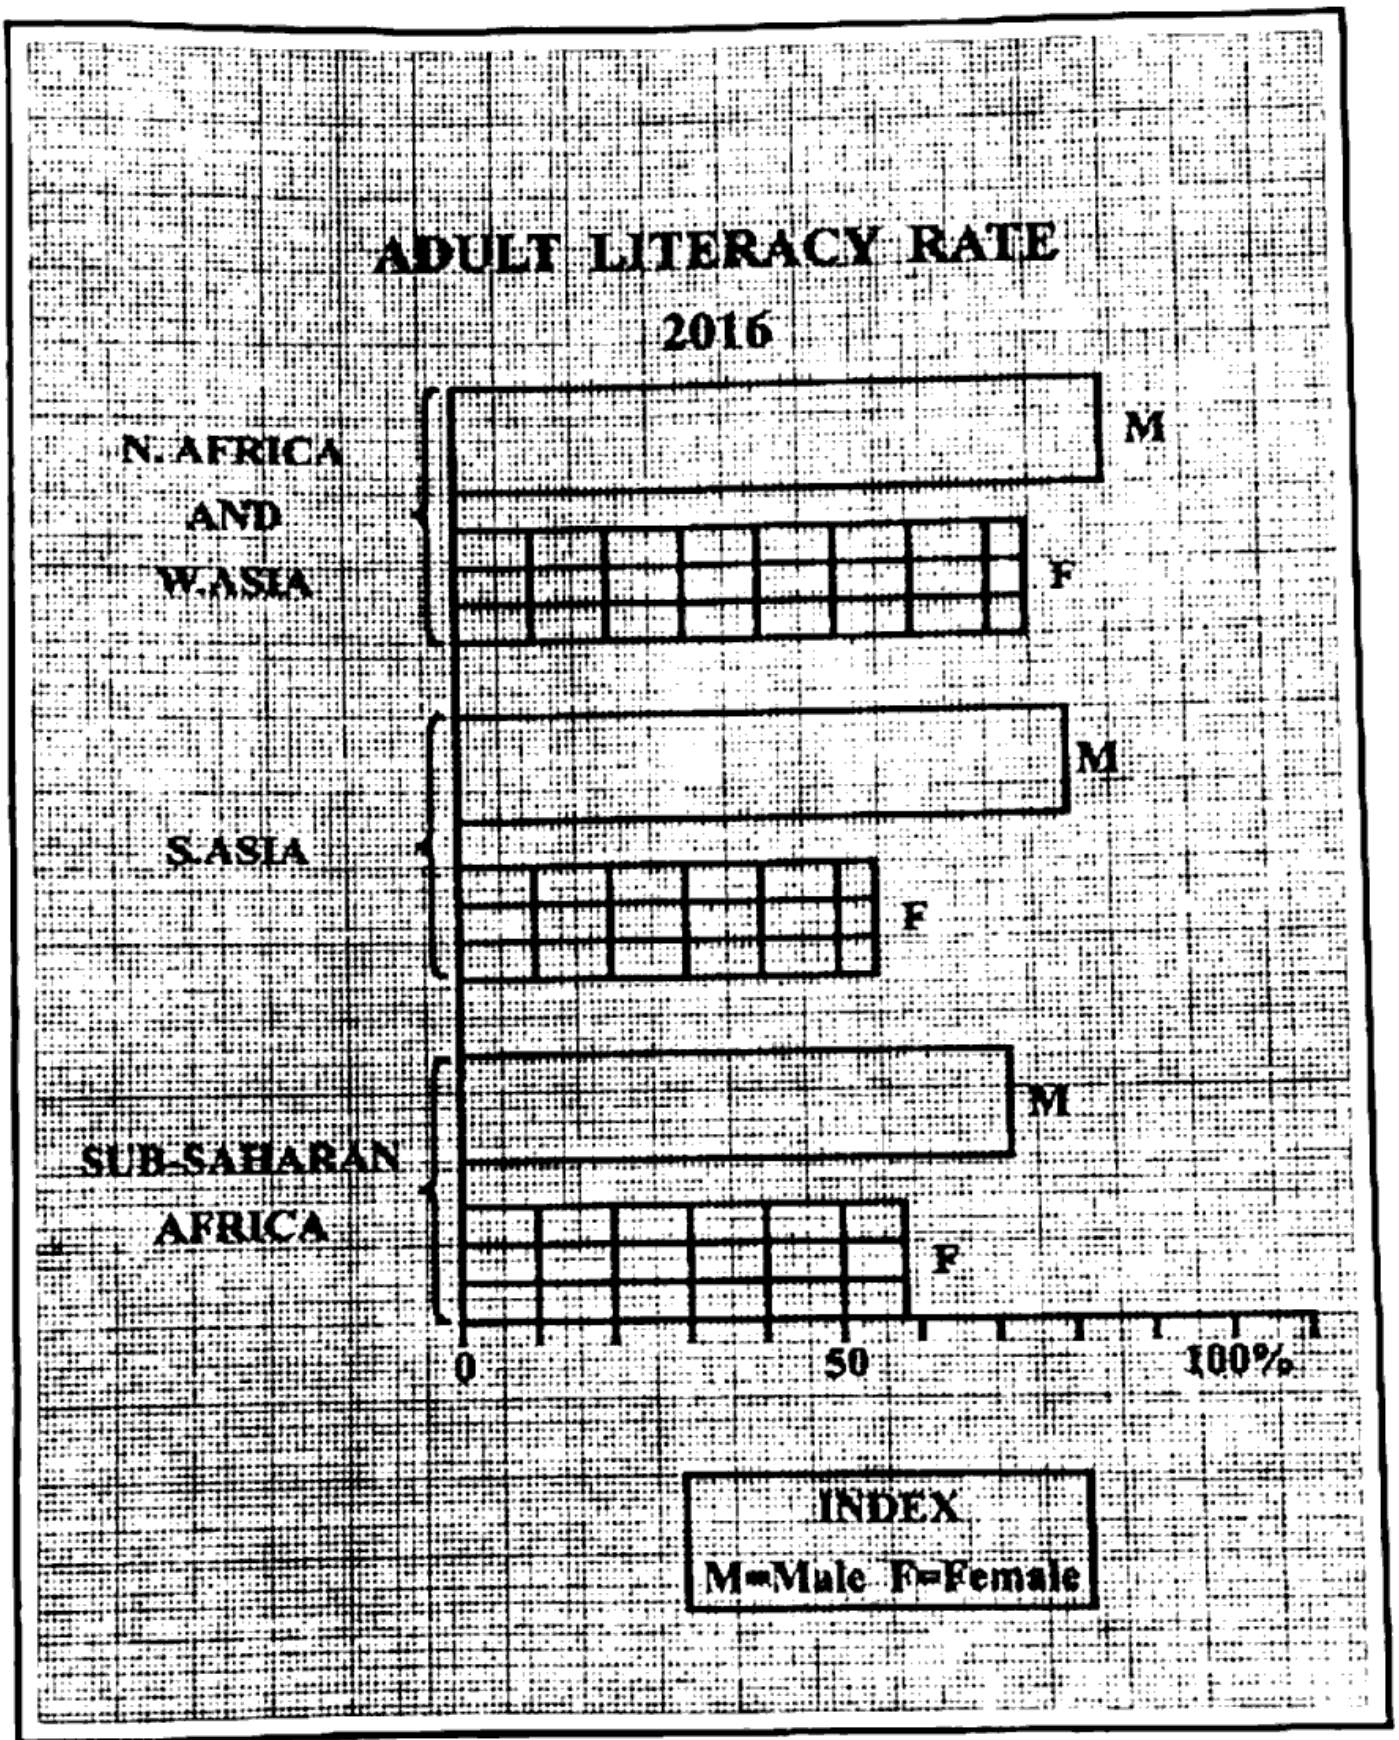 ADULT LITERACY RATE
2016
N. AFRICA
AND
W.ASIA
M
F
S.ASIA
M
F
SUB-SAHARAN
AFRICA
M
F
0 50 100%
INDEX
M=Male F=Female